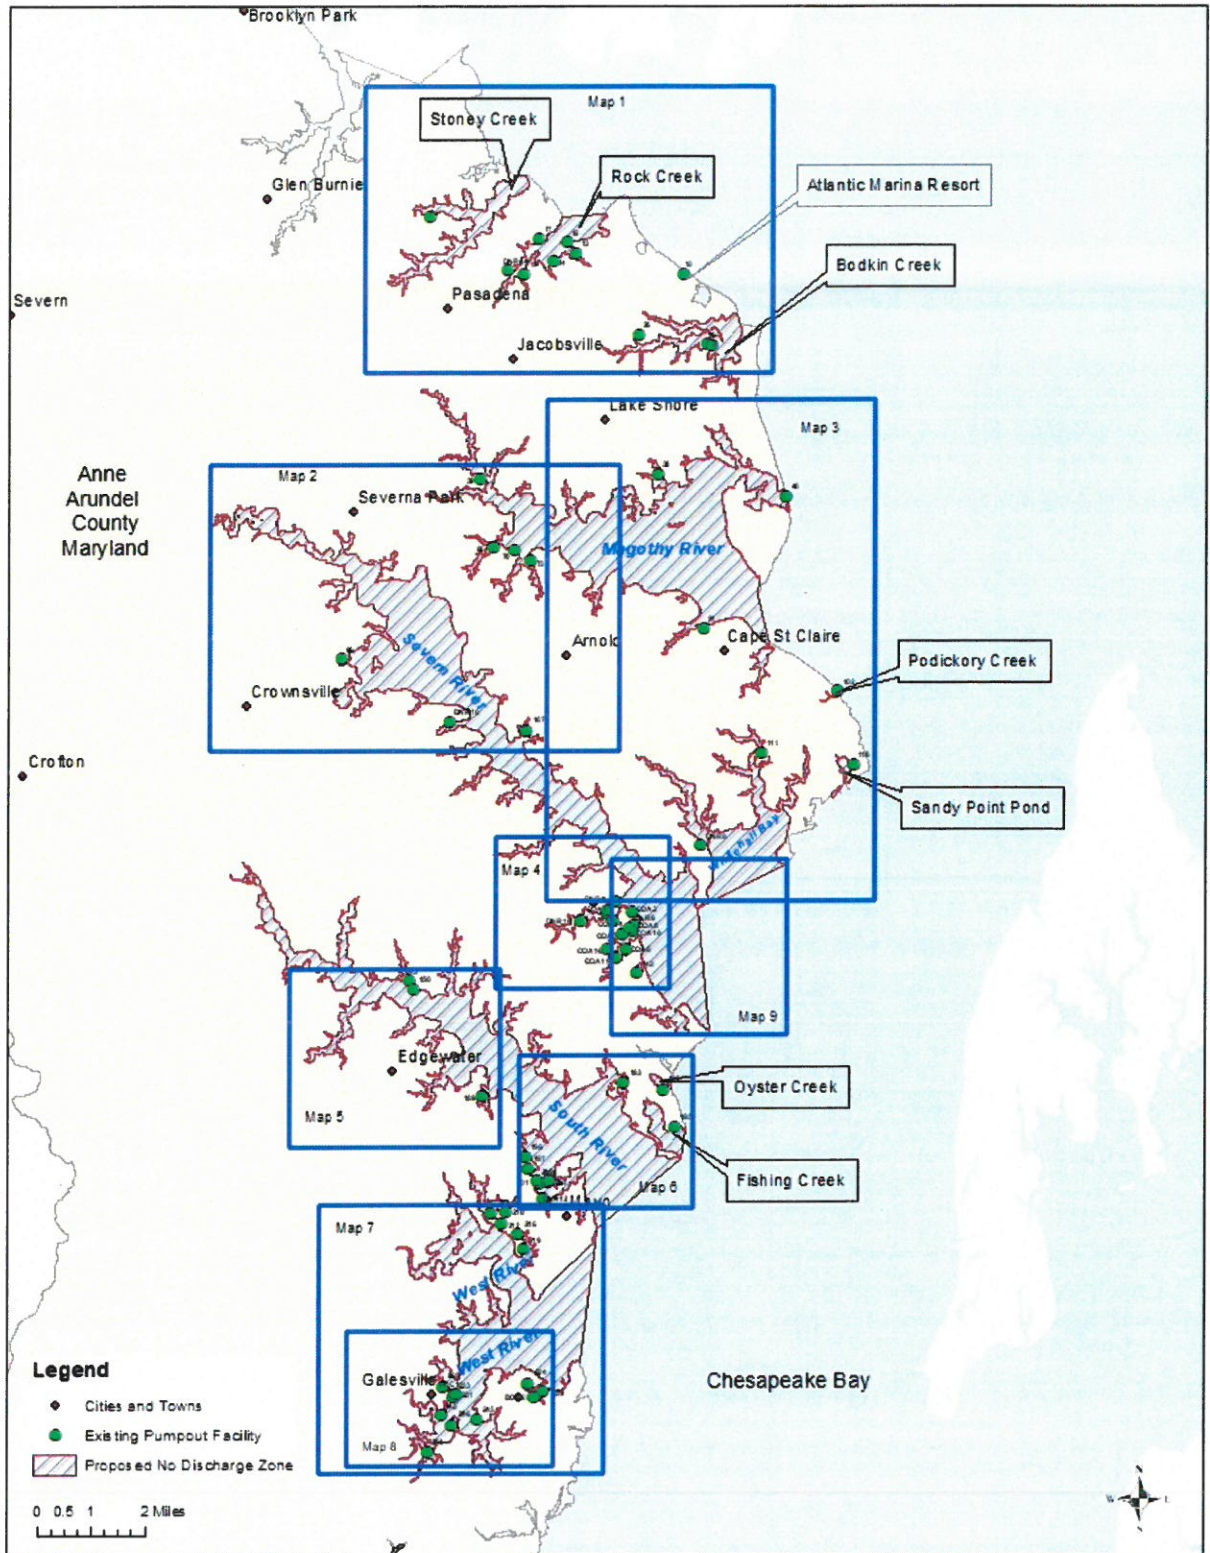 Brooklyn Park
Map 1
Stoney Creek
Rock Creek
Glen Burnie
Atlantic Marina Resort
Bodkin Creek
Severn
Pasadena
Jacobsville
Lake Shore
Map 3
Anne
Arundel
County
Maryland
Map 2
Severna Park
Magothy River
Arnold
Cape St Claire
Severn River
Podickory Creek
Crownsville
107
111
Crofton
Sandy Point Pond
Whitehall Bay
Map 4
Map 9
Edgewater
Oyster Creek
Map 5
South River
Fishing Creek
Map 6
Map 7
West River
West River
Legend
Galesville
Chesapeake Bay
Cities and Towns
Existing Pumpout Facility
Map 8
Proposed No Discharge Zone
0 0.5 1 2 Miles
N
W E
S